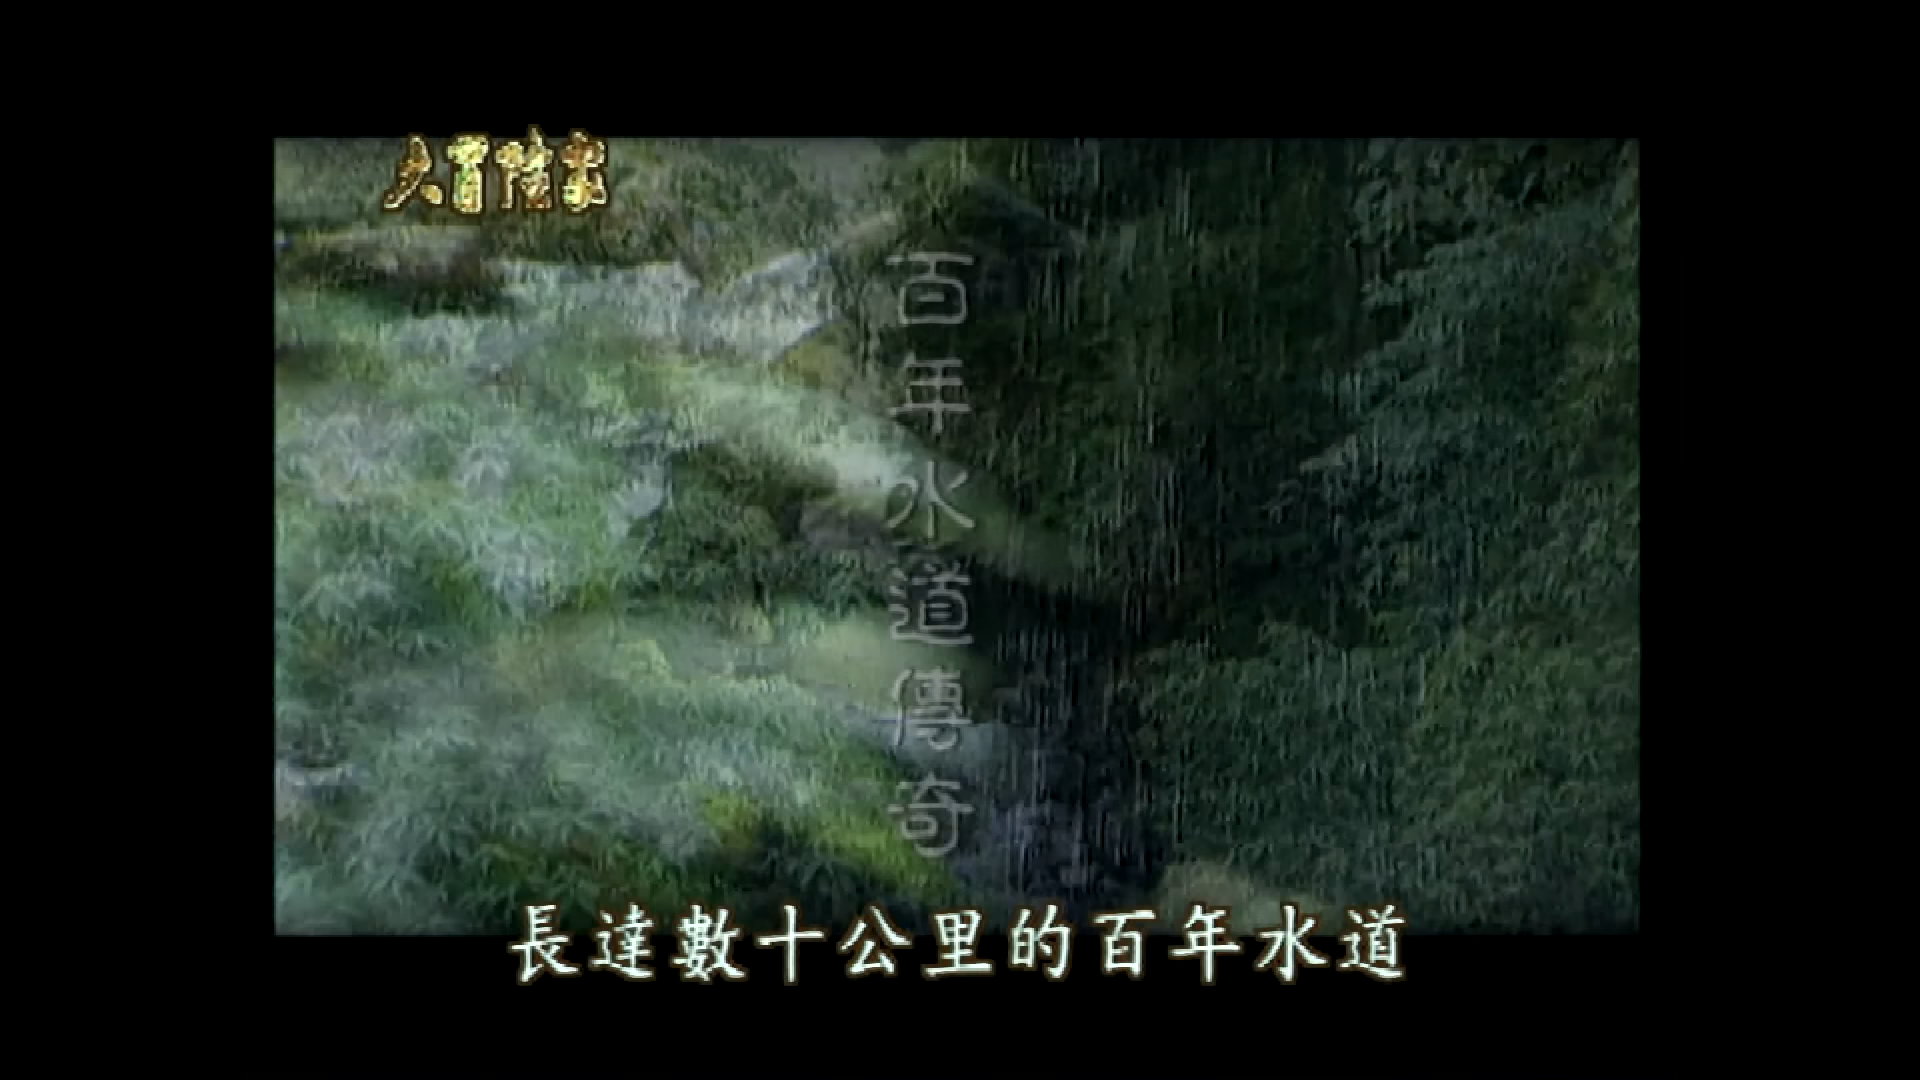 大冒險家
百年水道傳奇
長達數十公里的百年水道